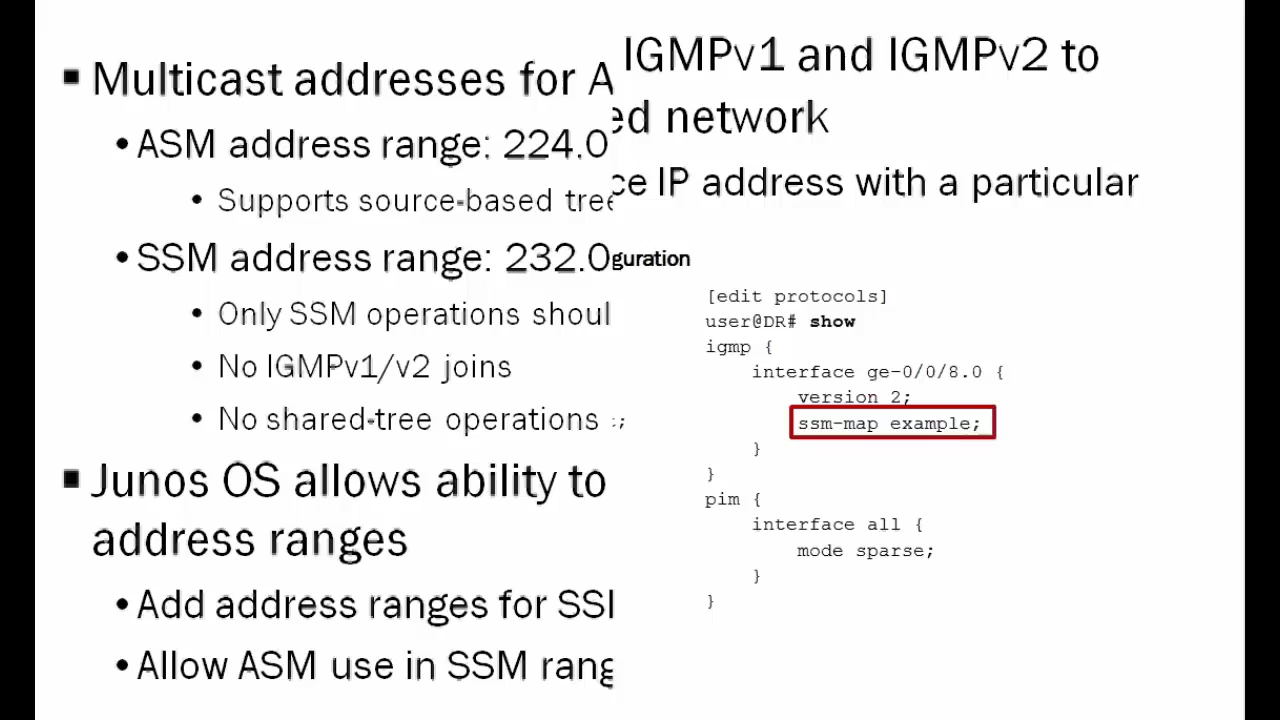 ▪ Multicast addresses for A
• ASM address range: 224.0
• Supports source-based tree
• SSM address range: 232.0
• Only SSM operations shoul
• No IGMPv1/v2 joins
• No shared-tree operations
▪ Junos OS allows ability to
address ranges
• Add address ranges for SS
• Allow ASM use in SSM rang
IGMPv1 and IGMPv2 to
ed network
ce IP address with a particular
guration
[edit protocols]
user@DR# show
igmp {
interface ge-0/0/8.0 {
version 2;
ssm-map example;
}
}
pim {
interface all {
mode sparse;
}
}